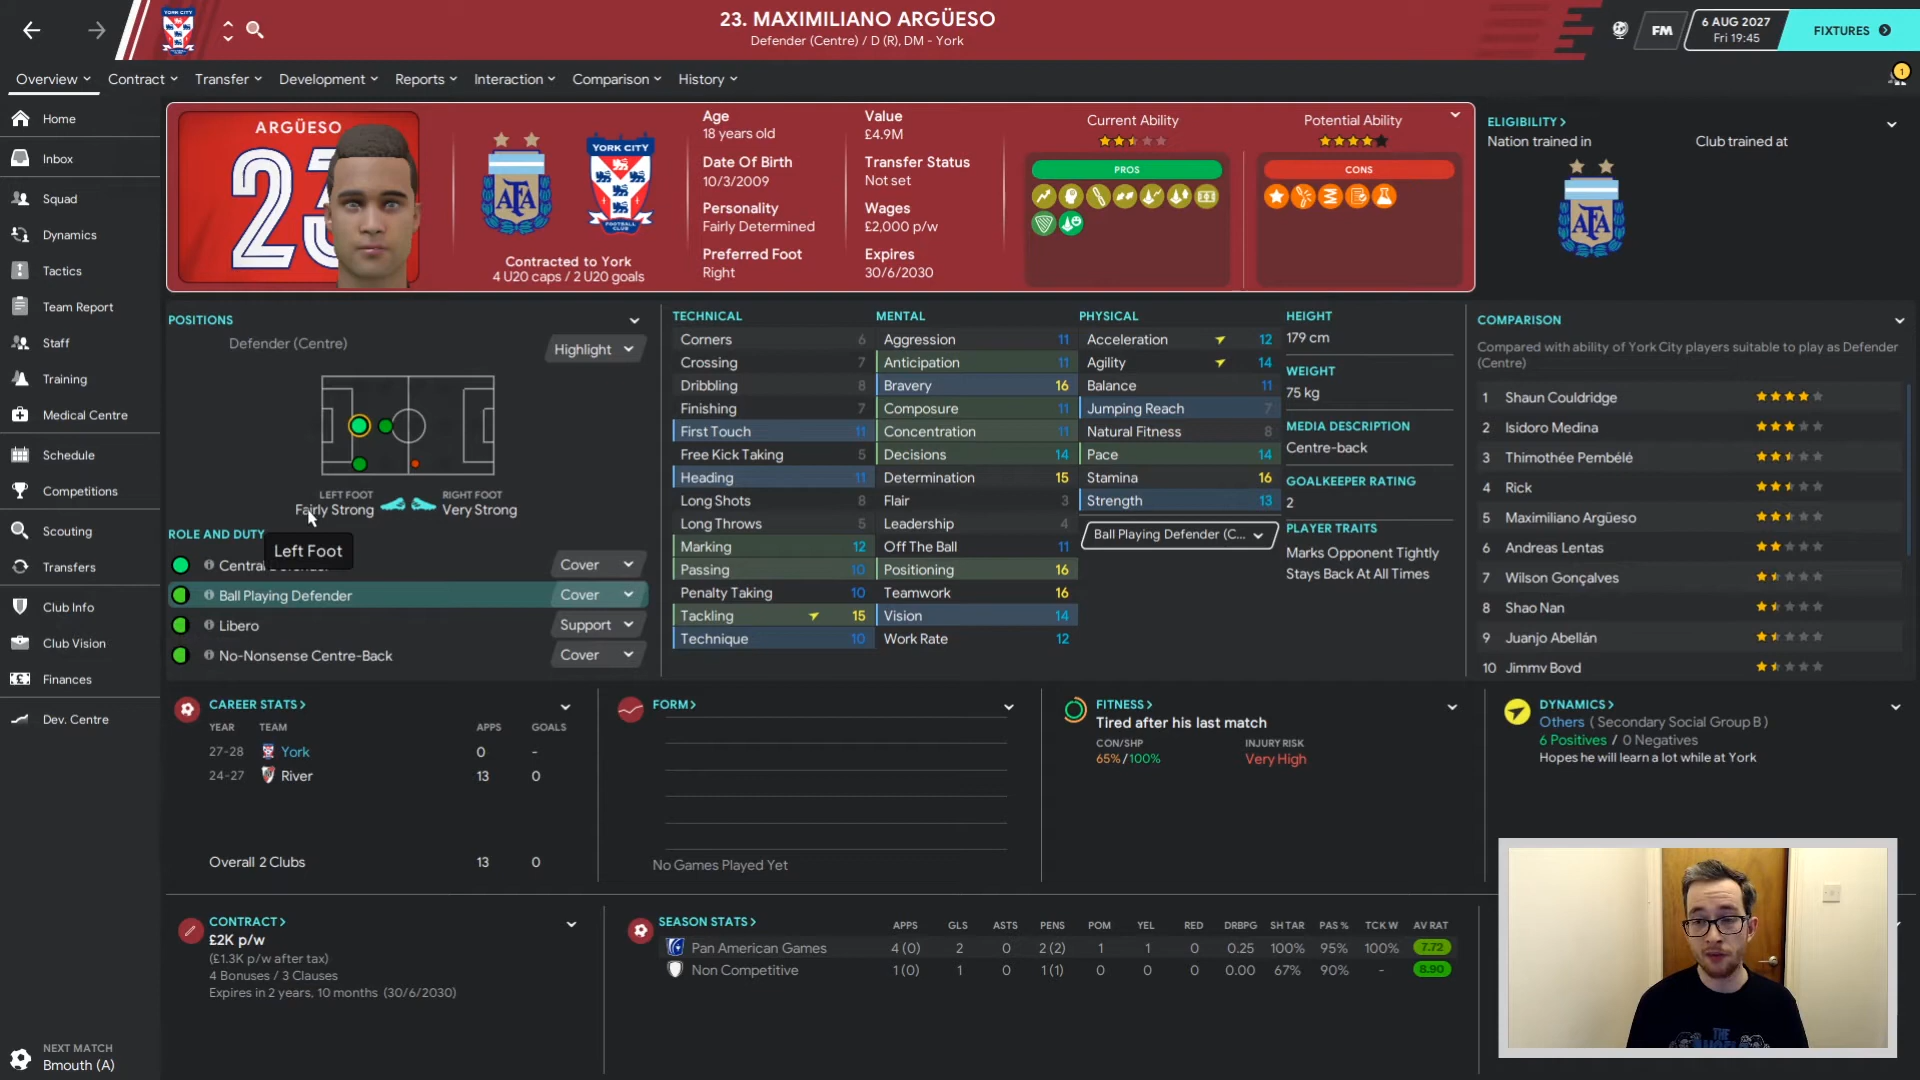 23. MAXIMILIANO ARGÜESO
Defender (Centre) / D (R), DM - York
FM
6 AUG 2027
Fri 19:45
FIXTURES
Overview
Contract
Transfer
Development
Reports
Interaction
Comparison
History
1
Home
Inbox
Squad
Dynamics
Tactics
Team Report
Staff
Training
Medical Centre
Schedule
Competitions
Scouting
Transfers
Club Info
Club Vision
Finances
Dev. Centre
NEXT MATCH
Bmouth (A)
ARGÜESO
23
AFA
YORK CITY
FOOTBALL CLUB
Contracted to York
4 U20 caps / 2 U20 goals
Age
18 years old
Date Of Birth
10/3/2009
Personality
Fairly Determined
Preferred Foot
Right
Value
£4.9M
Transfer Status
Not set
Wages
£2,000 p/w
Expires
30/6/2030
Current Ability
PROS
Potential Ability
CONS
ELIGIBILITY
Nation trained in
Club trained at
AFA
POSITIONS
Defender (Centre)
Highlight
LEFT FOOT
Fairly Strong
RIGHT FOOT
Very Strong
Left Foot
ROLE AND DUTY
Central Cover
Ball Playing Defender Cover
Libero Support
No-Nonsense Centre-Back Cover
TECHNICAL
Corners 6
Crossing 7
Dribbling 8
Finishing 7
First Touch 11
Free Kick Taking 5
Heading 11
Long Shots 8
Long Throws 5
Marking 12
Passing 10
Penalty Taking 10
Tackling 15
Technique 10
MENTAL
Aggression 11
Anticipation 11
Bravery 16
Composure 11
Concentration 11
Decisions 14
Determination 15
Flair 3
Leadership 4
Off The Ball 11
Positioning 16
Teamwork 16
Vision 14
Work Rate 12
PHYSICAL
Acceleration 12
Agility 14
Balance 11
Jumping Reach 7
Natural Fitness 8
Pace 14
Stamina 16
Strength 13
Ball Playing Defender (C...
HEIGHT
179 cm
WEIGHT
75 kg
MEDIA DESCRIPTION
Centre-back
GOALKEEPER RATING
2
PLAYER TRAITS
Marks Opponent Tightly
Stays Back At All Times
COMPARISON
Compared with ability of York City players suitable to play as Defender
(Centre)
1 Shaun Couldridge
2 Isidoro Medina
3 Thimothée Pembélé
4 Rick
5 Maximiliano Argüeso
6 Andreas Lentas
7 Wilson Gonçalves
8 Shao Nan
9 Juanjo Abellán
10 Jimmy Boyd
CAREER STATS
YEAR TEAM APPS GOALS
27-28 York 0 -
24-27 River 13 0
Overall 2 Clubs 13 0
FORM
No Games Played Yet
FITNESS
Tired after his last match
CON/SHP
65%/100%
INJURY RISK
Very High
DYNAMICS
Others ( Secondary Social Group B )
6 Positives / 0 Negatives
Hopes he will learn a lot while at York
CONTRACT
£2K p/w
(£1.3K p/w after tax)
4 Bonuses / 3 Clauses
Expires in 2 years, 10 months (30/6/2030)
SEASON STATS
APPS GLS ASTS PENS POM YEL RED DRBPG SH TAR PAS % TCK W AV RAT
Pan American Games 4 (0) 2 0 2 (2) 1 1 0 0.25 100% 95% 100% 7.72
Non Competitive 1 (0) 1 0 1 (1) 0 0 0 0.00 67% 90% - 8.90
THE